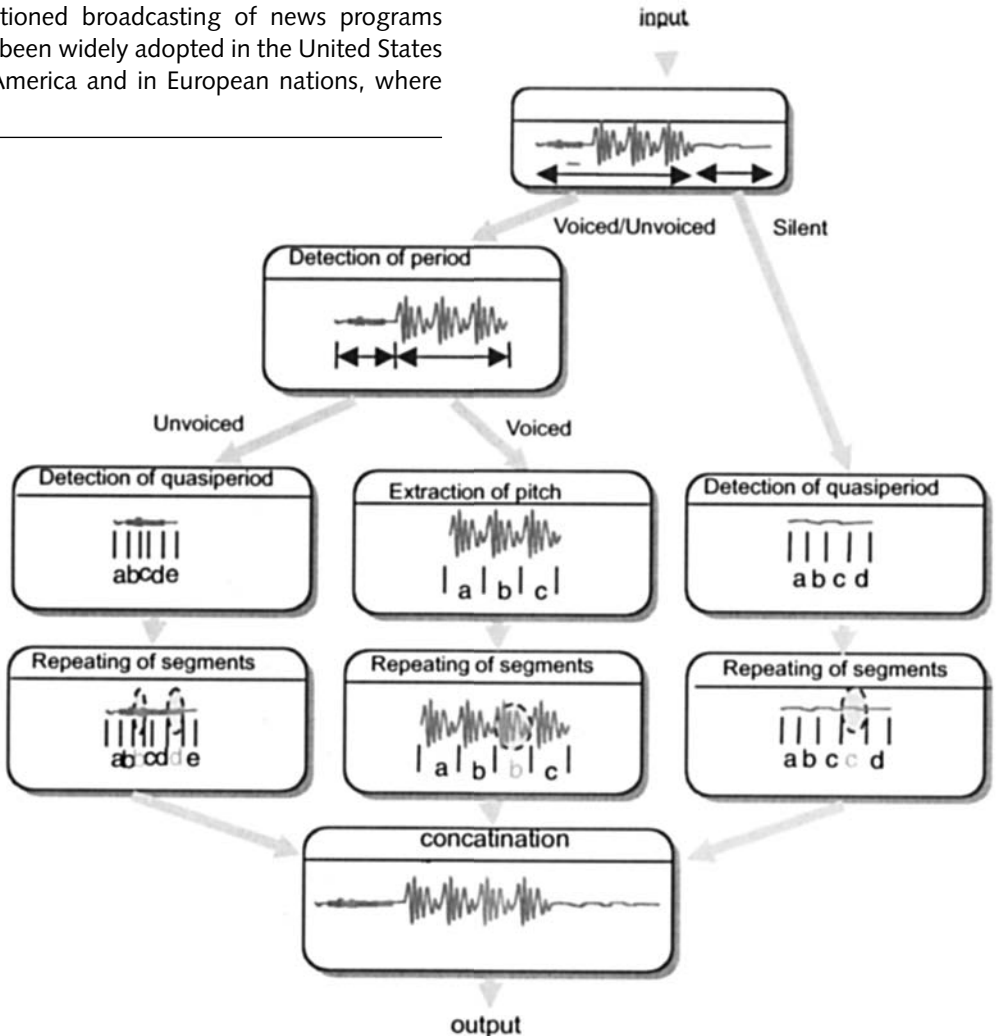 tioned broadcasting of news programs
been widely adopted in the United States
America and in European nations, where
input
Voiced/Unvoiced
Silent
Detection of period
Unvoiced
Voiced
Detection of quasiperiod
abcde
Extraction of pitch
a b c
Detection of quasiperiod
a b c d
Repeating of segments
ab b cd d e
Repeating of segments
a b b c
Repeating of segments
a b c c d
concatination
output